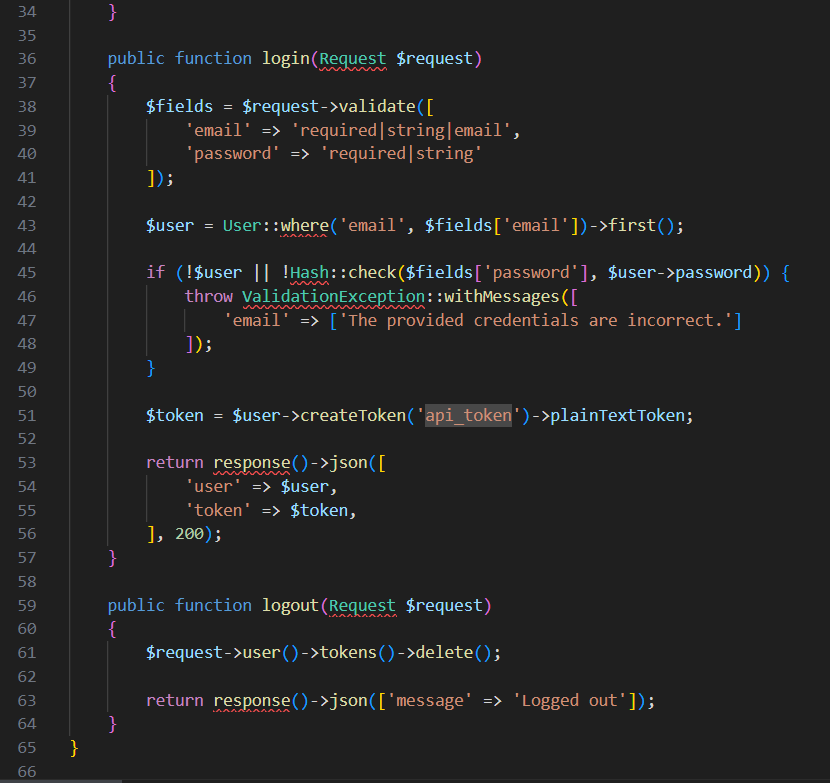 34 }
35
36 public function login(Request $request)
37 {
38 $fields = $request->validate([
39 'email' => 'required|string|email',
40 'password' => 'required|string'
41 ]);
42
43 $user = User::where('email', $fields['email'])->first();
44
45 if (!$user || !Hash::check($fields['password'], $user->password)) {
46 throw ValidationException::withMessages([
47 'email' => ['The provided credentials are incorrect.']
48 ]);
49 }
50
51 $token = $user->createToken('api_token')->plainTextToken;
52
53 return response()->json([
54 'user' => $user,
55 'token' => $token,
56 ], 200);
57 }
58
59 public function logout(Request $request)
60 {
61 $request->user()->tokens()->delete();
62
63 return response()->json(['message' => 'Logged out']);
64 }
65 }
66